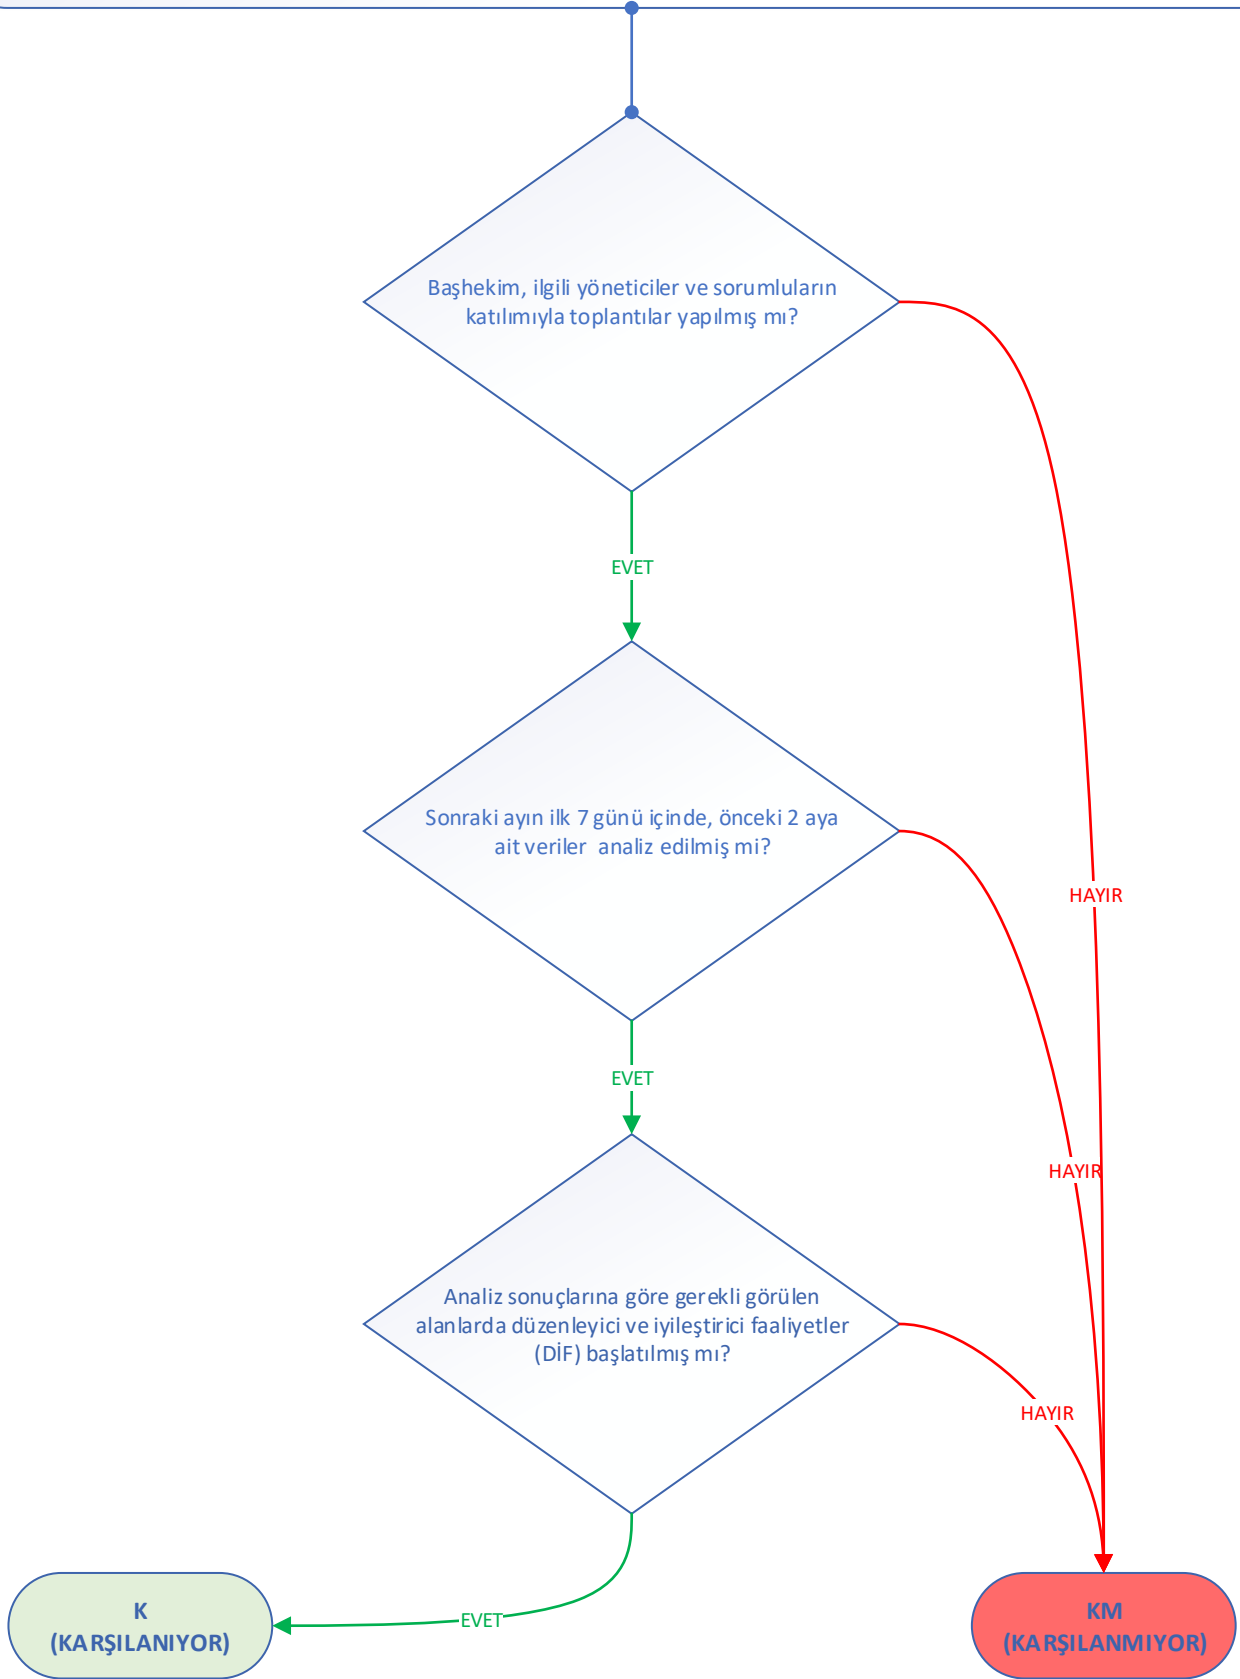 Başhekim, ilgili yöneticiler ve sorumluların
katılımıyla toplantılar yapılmış mı?
EVET
Sonraki ayın ilk 7 günü içinde, önceki 2 aya
ait veriler analiz edilmiş mi?
HAYIR
EVET
HAYIR
Analiz sonuçlarına göre gerekli görülen
alanlarda düzenleyici ve iyileştirici faaliyetler
(DİF) başlatılmış mı?
HAYIR
EVET
K
(KARŞILANIYOR)
KM
(KARŞILANMIYOR)